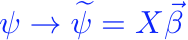 ψ → ψ̃ = Xβ⃗